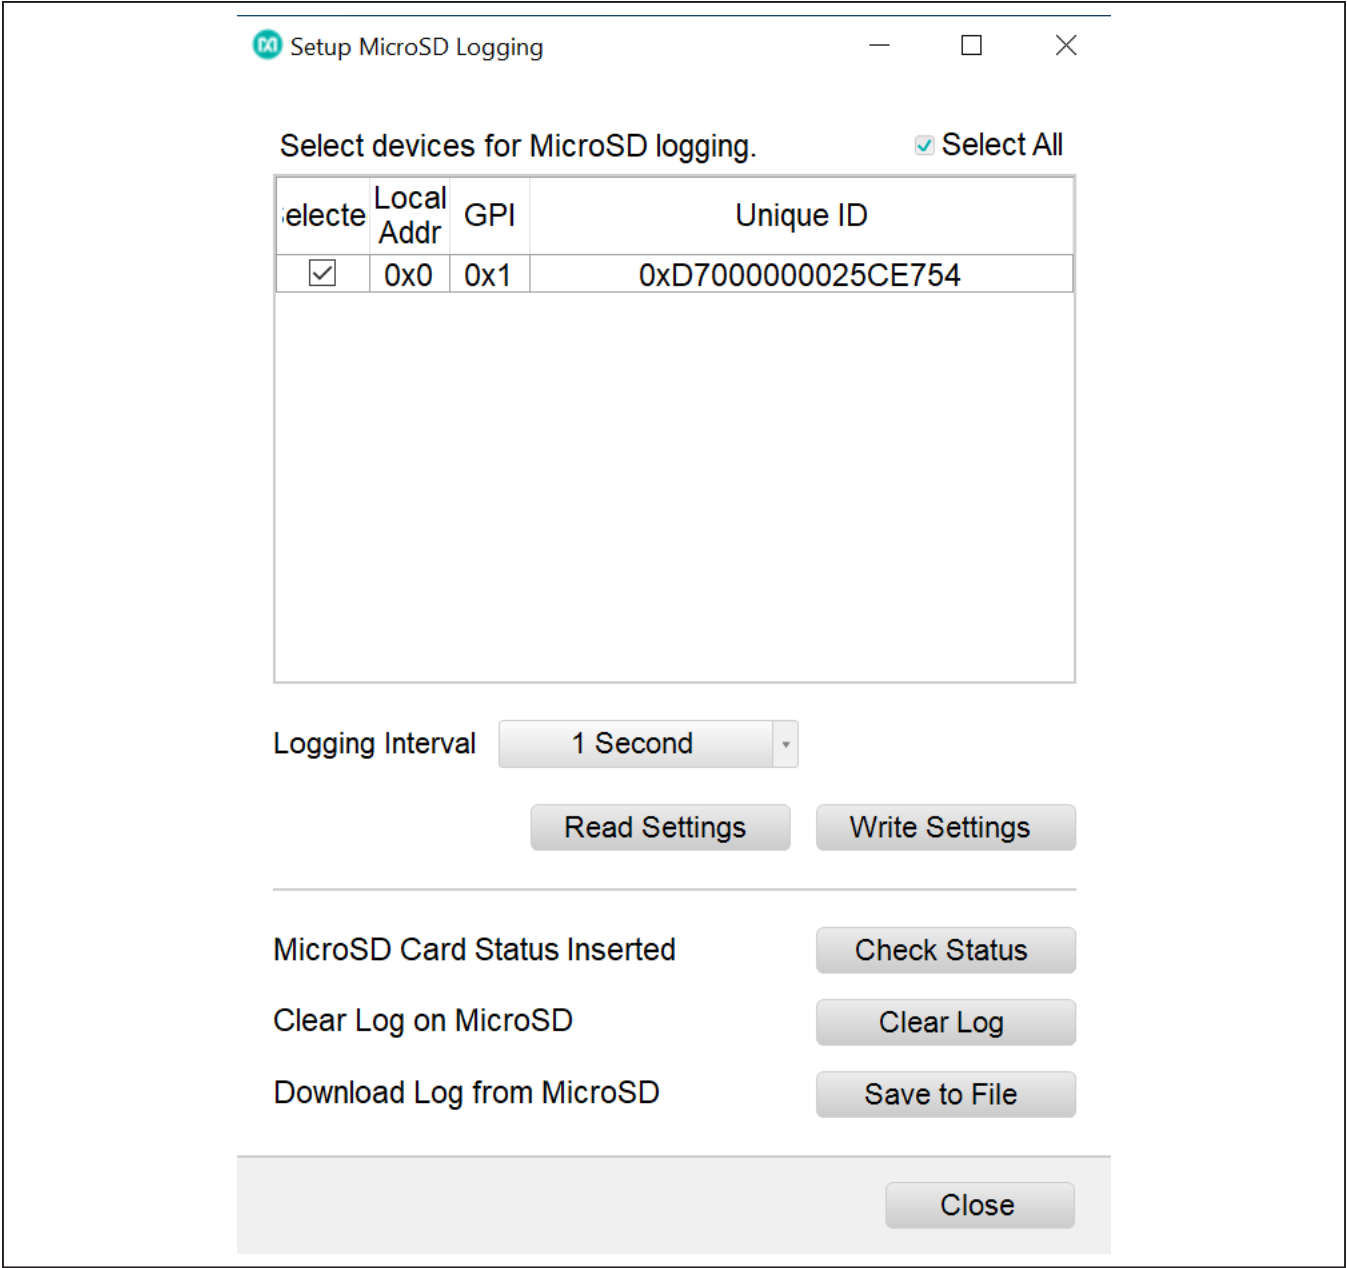 Setup MicroSD Logging
Select devices for MicroSD logging.
Select All
electe
Local
Addr
GPI
Unique ID
0x0
0x1
0xD7000000025CE754
Logging Interval
1 Second
Read Settings
Write Settings
MicroSD Card Status Inserted
Check Status
Clear Log on MicroSD
Clear Log
Download Log from MicroSD
Save to File
Close